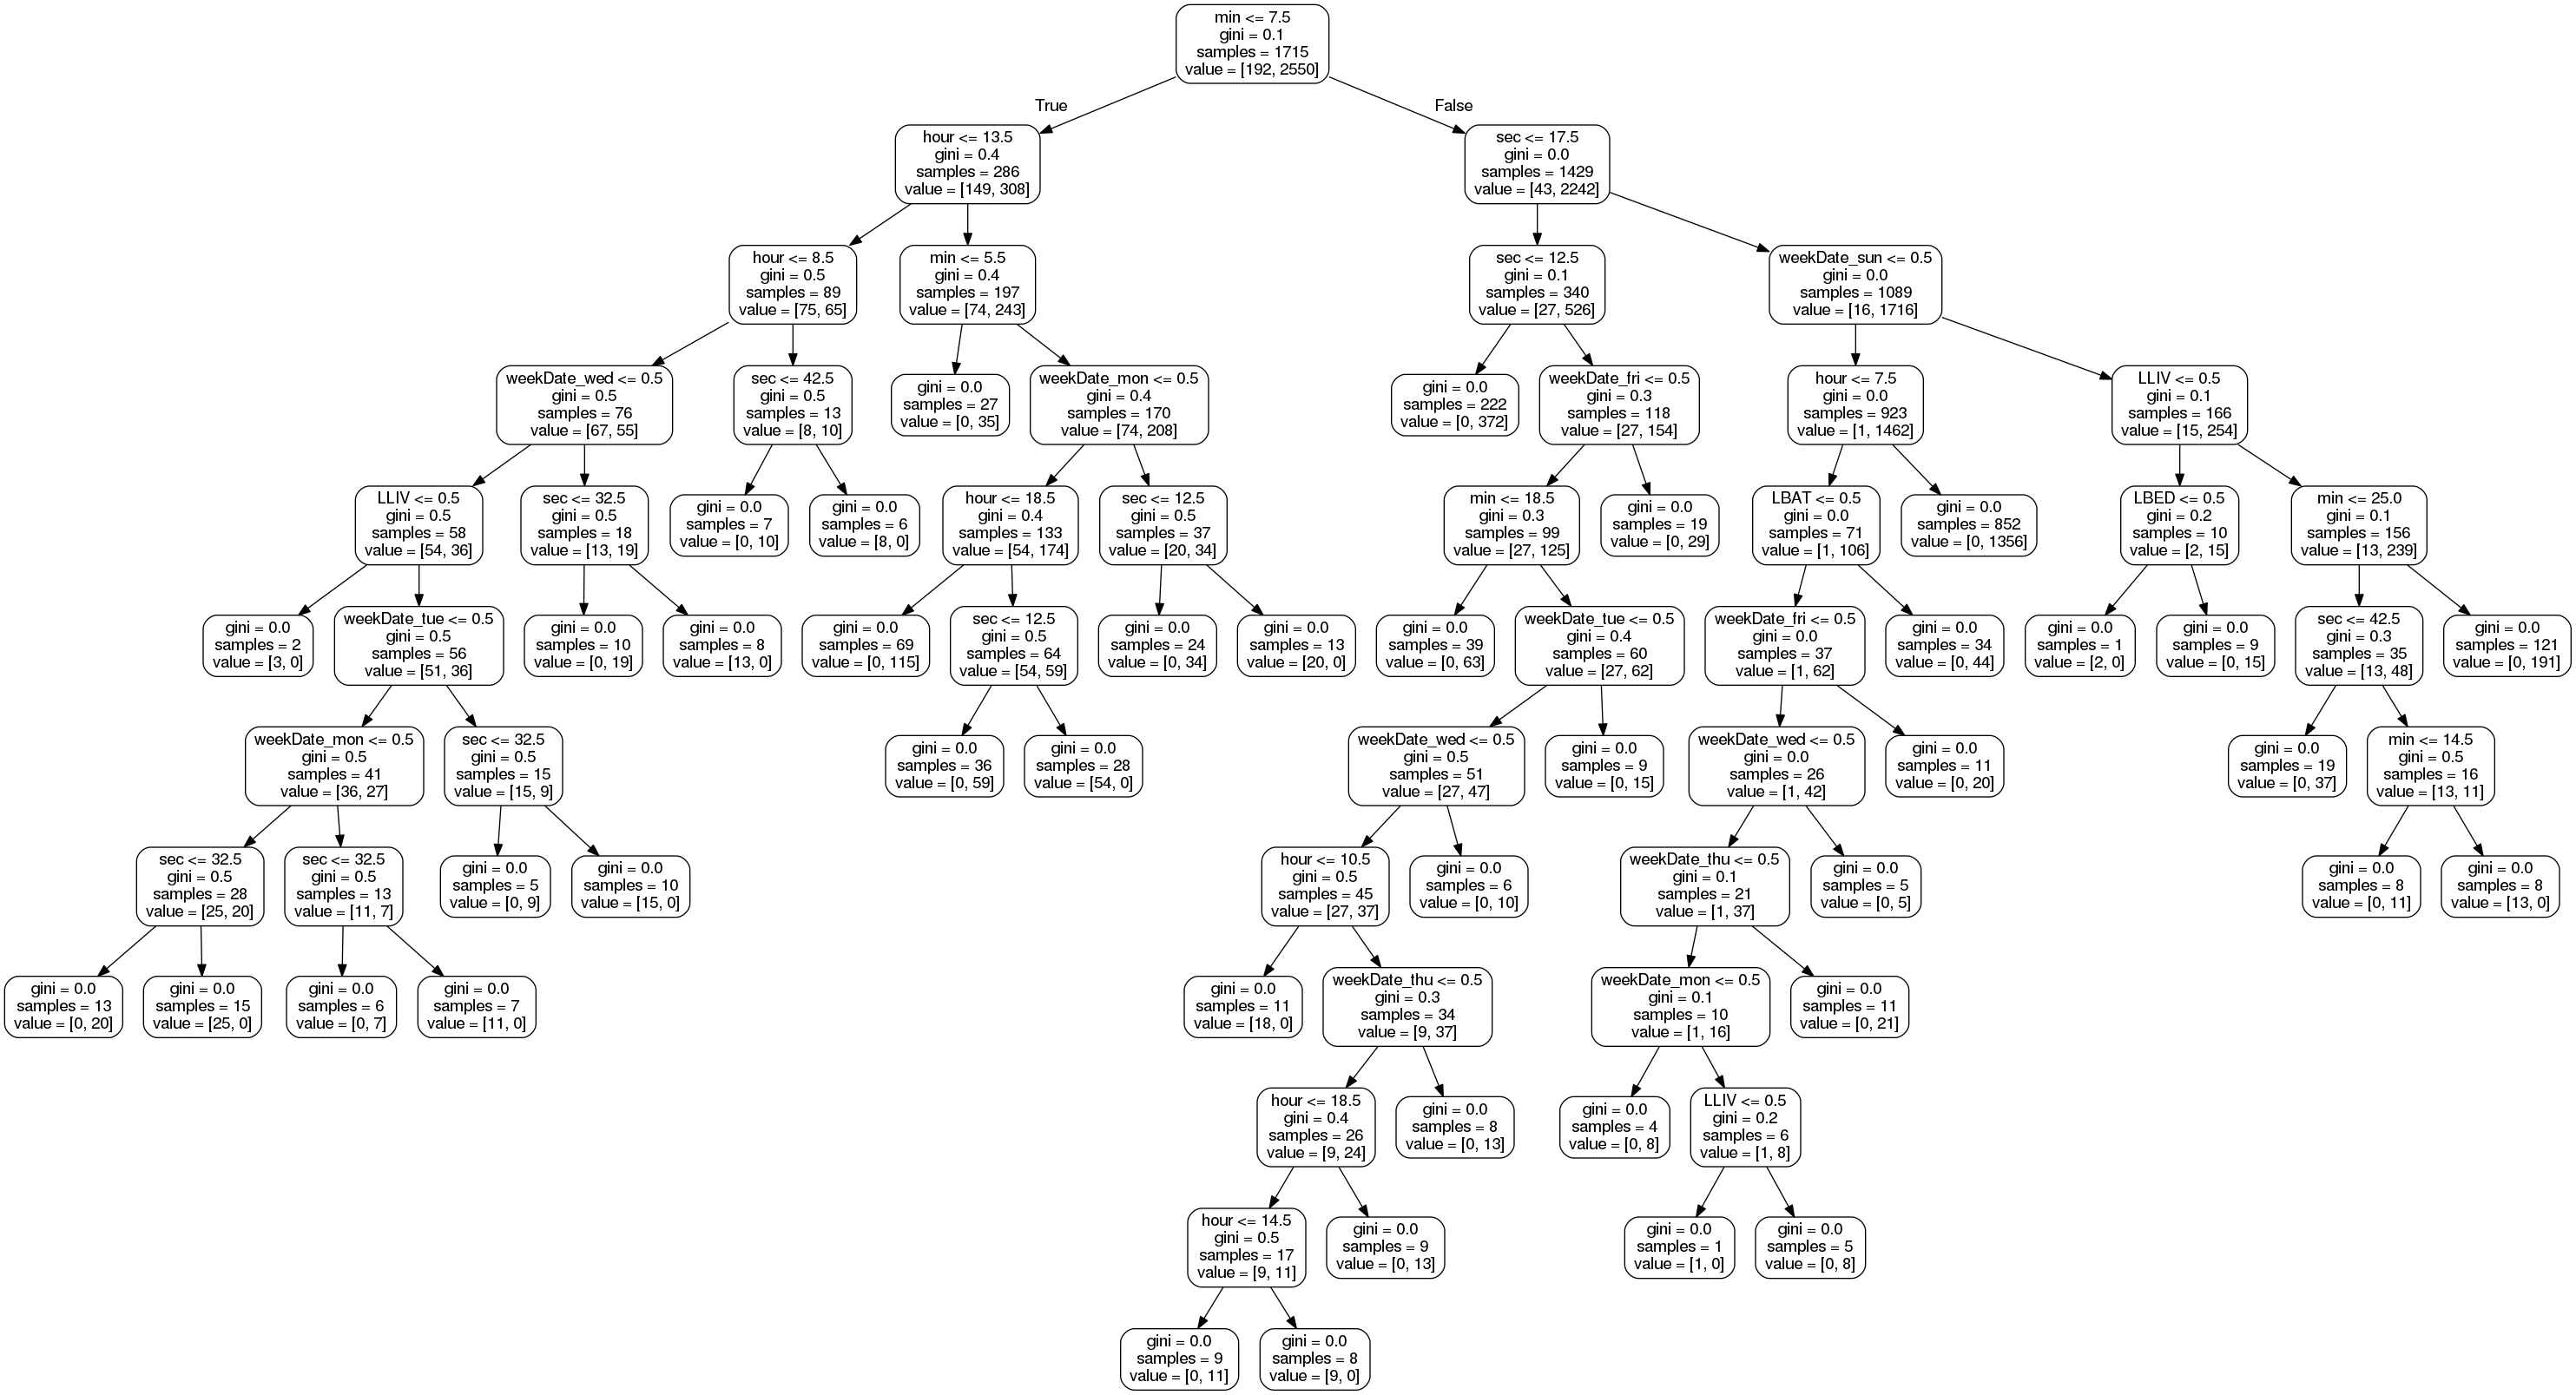 min <= 7.5
gini = 0.1
samples = 1715
value = [192, 2550]
True
False
hour <= 13.5
gini = 0.4
samples = 286
value = [149, 308]
sec <= 17.5
gini = 0.0
samples = 1429
value = [43, 2242]
hour <= 8.5
gini = 0.5
samples = 89
value = [75, 65]
min <= 5.5
gini = 0.4
samples = 197
value = [74, 243]
sec <= 12.5
gini = 0.1
samples = 340
value = [27, 526]
weekDate_sun <= 0.5
gini = 0.0
samples = 1089
value = [16, 1716]
weekDate_wed <= 0.5
gini = 0.5
samples = 76
value = [67, 55]
sec <= 42.5
gini = 0.5
samples = 13
value = [8, 10]
gini = 0.0
samples = 27
value = [0, 35]
weekDate_mon <= 0.5
gini = 0.4
samples = 170
value = [74, 208]
gini = 0.0
samples = 222
value = [0, 372]
weekDate_fri <= 0.5
gini = 0.3
samples = 118
value = [27, 154]
hour <= 7.5
gini = 0.0
samples = 923
value = [1, 1462]
LLIV <= 0.5
gini = 0.1
samples = 166
value = [15, 254]
LLIV <= 0.5
gini = 0.5
samples = 58
value = [54, 36]
sec <= 32.5
gini = 0.5
samples = 18
value = [13, 19]
gini = 0.0
samples = 7
value = [0, 10]
gini = 0.0
samples = 6
value = [8, 0]
hour <= 18.5
gini = 0.4
samples = 133
value = [54, 174]
sec <= 12.5
gini = 0.5
samples = 37
value = [20, 34]
min <= 18.5
gini = 0.3
samples = 99
value = [27, 125]
gini = 0.0
samples = 19
value = [0, 29]
LBAT <= 0.5
gini = 0.0
samples = 71
value = [1, 106]
gini = 0.0
samples = 852
value = [0, 1356]
LBED <= 0.5
gini = 0.2
samples = 10
value = [2, 15]
min <= 25.0
gini = 0.1
samples = 156
value = [13, 239]
gini = 0.0
samples = 2
value = [3, 0]
weekDate_tue <= 0.5
gini = 0.5
samples = 56
value = [51, 36]
gini = 0.0
samples = 10
value = [0, 19]
gini = 0.0
samples = 8
value = [13, 0]
gini = 0.0
samples = 69
value = [0, 115]
sec <= 12.5
gini = 0.5
samples = 64
value = [54, 59]
gini = 0.0
samples = 24
value = [0, 34]
gini = 0.0
samples = 13
value = [20, 0]
gini = 0.0
samples = 39
value = [0, 63]
weekDate_tue <= 0.5
gini = 0.4
samples = 60
value = [27, 62]
weekDate_fri <= 0.5
gini = 0.0
samples = 37
value = [1, 62]
gini = 0.0
samples = 34
value = [0, 44]
gini = 0.0
samples = 1
value = [2, 0]
gini = 0.0
samples = 9
value = [0, 15]
sec <= 42.5
gini = 0.3
samples = 35
value = [13, 48]
gini = 0.0
samples = 121
value = [0, 191]
weekDate_mon <= 0.5
gini = 0.5
samples = 41
value = [36, 27]
sec <= 32.5
gini = 0.5
samples = 15
value = [15, 9]
gini = 0.0
samples = 36
value = [0, 59]
gini = 0.0
samples = 28
value = [54, 0]
weekDate_wed <= 0.5
gini = 0.5
samples = 51
value = [27, 47]
gini = 0.0
samples = 9
value = [0, 15]
weekDate_wed <= 0.5
gini = 0.0
samples = 26
value = [1, 42]
gini = 0.0
samples = 11
value = [0, 20]
gini = 0.0
samples = 19
value = [0, 37]
min <= 14.5
gini = 0.5
samples = 16
value = [13, 11]
sec <= 32.5
gini = 0.5
samples = 28
value = [25, 20]
sec <= 32.5
gini = 0.5
samples = 13
value = [11, 7]
gini = 0.0
samples = 5
value = [0, 9]
gini = 0.0
samples = 10
value = [15, 0]
hour <= 10.5
gini = 0.5
samples = 45
value = [27, 37]
gini = 0.0
samples = 6
value = [0, 10]
weekDate_thu <= 0.5
gini = 0.1
samples = 21
value = [1, 37]
gini = 0.0
samples = 5
value = [0, 5]
gini = 0.0
samples = 8
value = [0, 11]
gini = 0.0
samples = 8
value = [13, 0]
gini = 0.0
samples = 13
value = [0, 20]
gini = 0.0
samples = 15
value = [25, 0]
gini = 0.0
samples = 6
value = [0, 7]
gini = 0.0
samples = 7
value = [11, 0]
gini = 0.0
samples = 11
value = [18, 0]
weekDate_thu <= 0.5
gini = 0.3
samples = 34
value = [9, 37]
weekDate_mon <= 0.5
gini = 0.1
samples = 10
value = [1, 16]
gini = 0.0
samples = 11
value = [0, 21]
hour <= 18.5
gini = 0.4
samples = 26
value = [9, 24]
gini = 0.0
samples = 8
value = [0, 13]
gini = 0.0
samples = 4
value = [0, 8]
LLIV <= 0.5
gini = 0.2
samples = 6
value = [1, 8]
hour <= 14.5
gini = 0.5
samples = 17
value = [9, 11]
gini = 0.0
samples = 9
value = [0, 13]
gini = 0.0
samples = 1
value = [1, 0]
gini = 0.0
samples = 5
value = [0, 8]
gini = 0.0
samples = 9
value = [0, 11]
gini = 0.0
samples = 8
value = [9, 0]